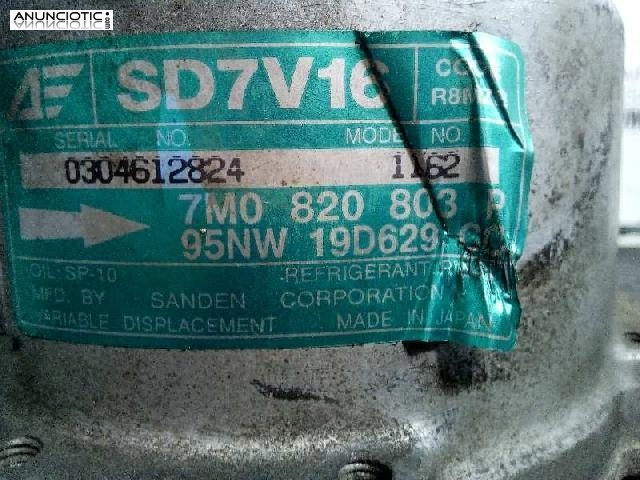 ANUNCIOTIC.com
SD7V16
SERIAL NO.
MODEL NO
0304612824
1162
7M0 820 803
95NW 19D629
OIL: SP-10
REFRIGERANT
MFD. BY SANDEN CORPORATION
VARIABLE DISPLACEMENT
MADE IN JAPAN